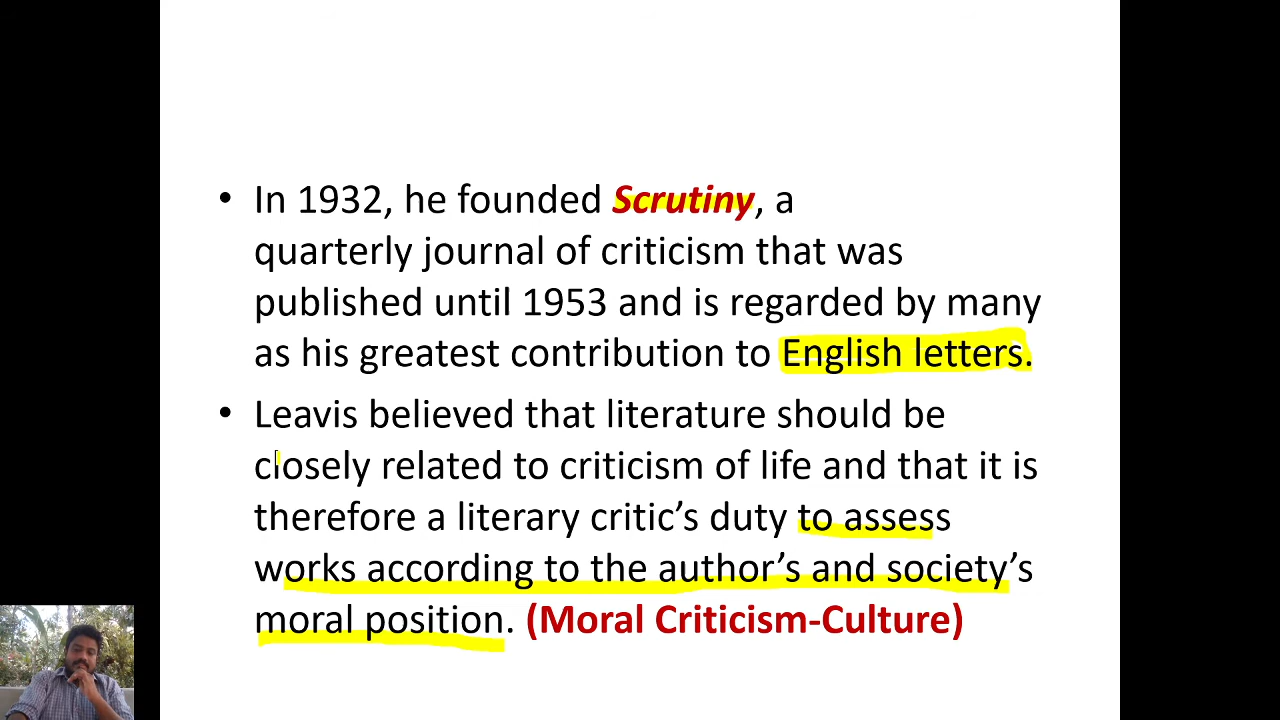 • In 1932, he founded Scrutiny, a
quarterly journal of criticism that was
published until 1953 and is regarded by many
as his greatest contribution to English letters.
• Leavis believed that literature should be
closely related to criticism of life and that it is
therefore a literary critic’s duty to assess
works according to the author’s and society’s
moral position. (Moral Criticism-Culture)